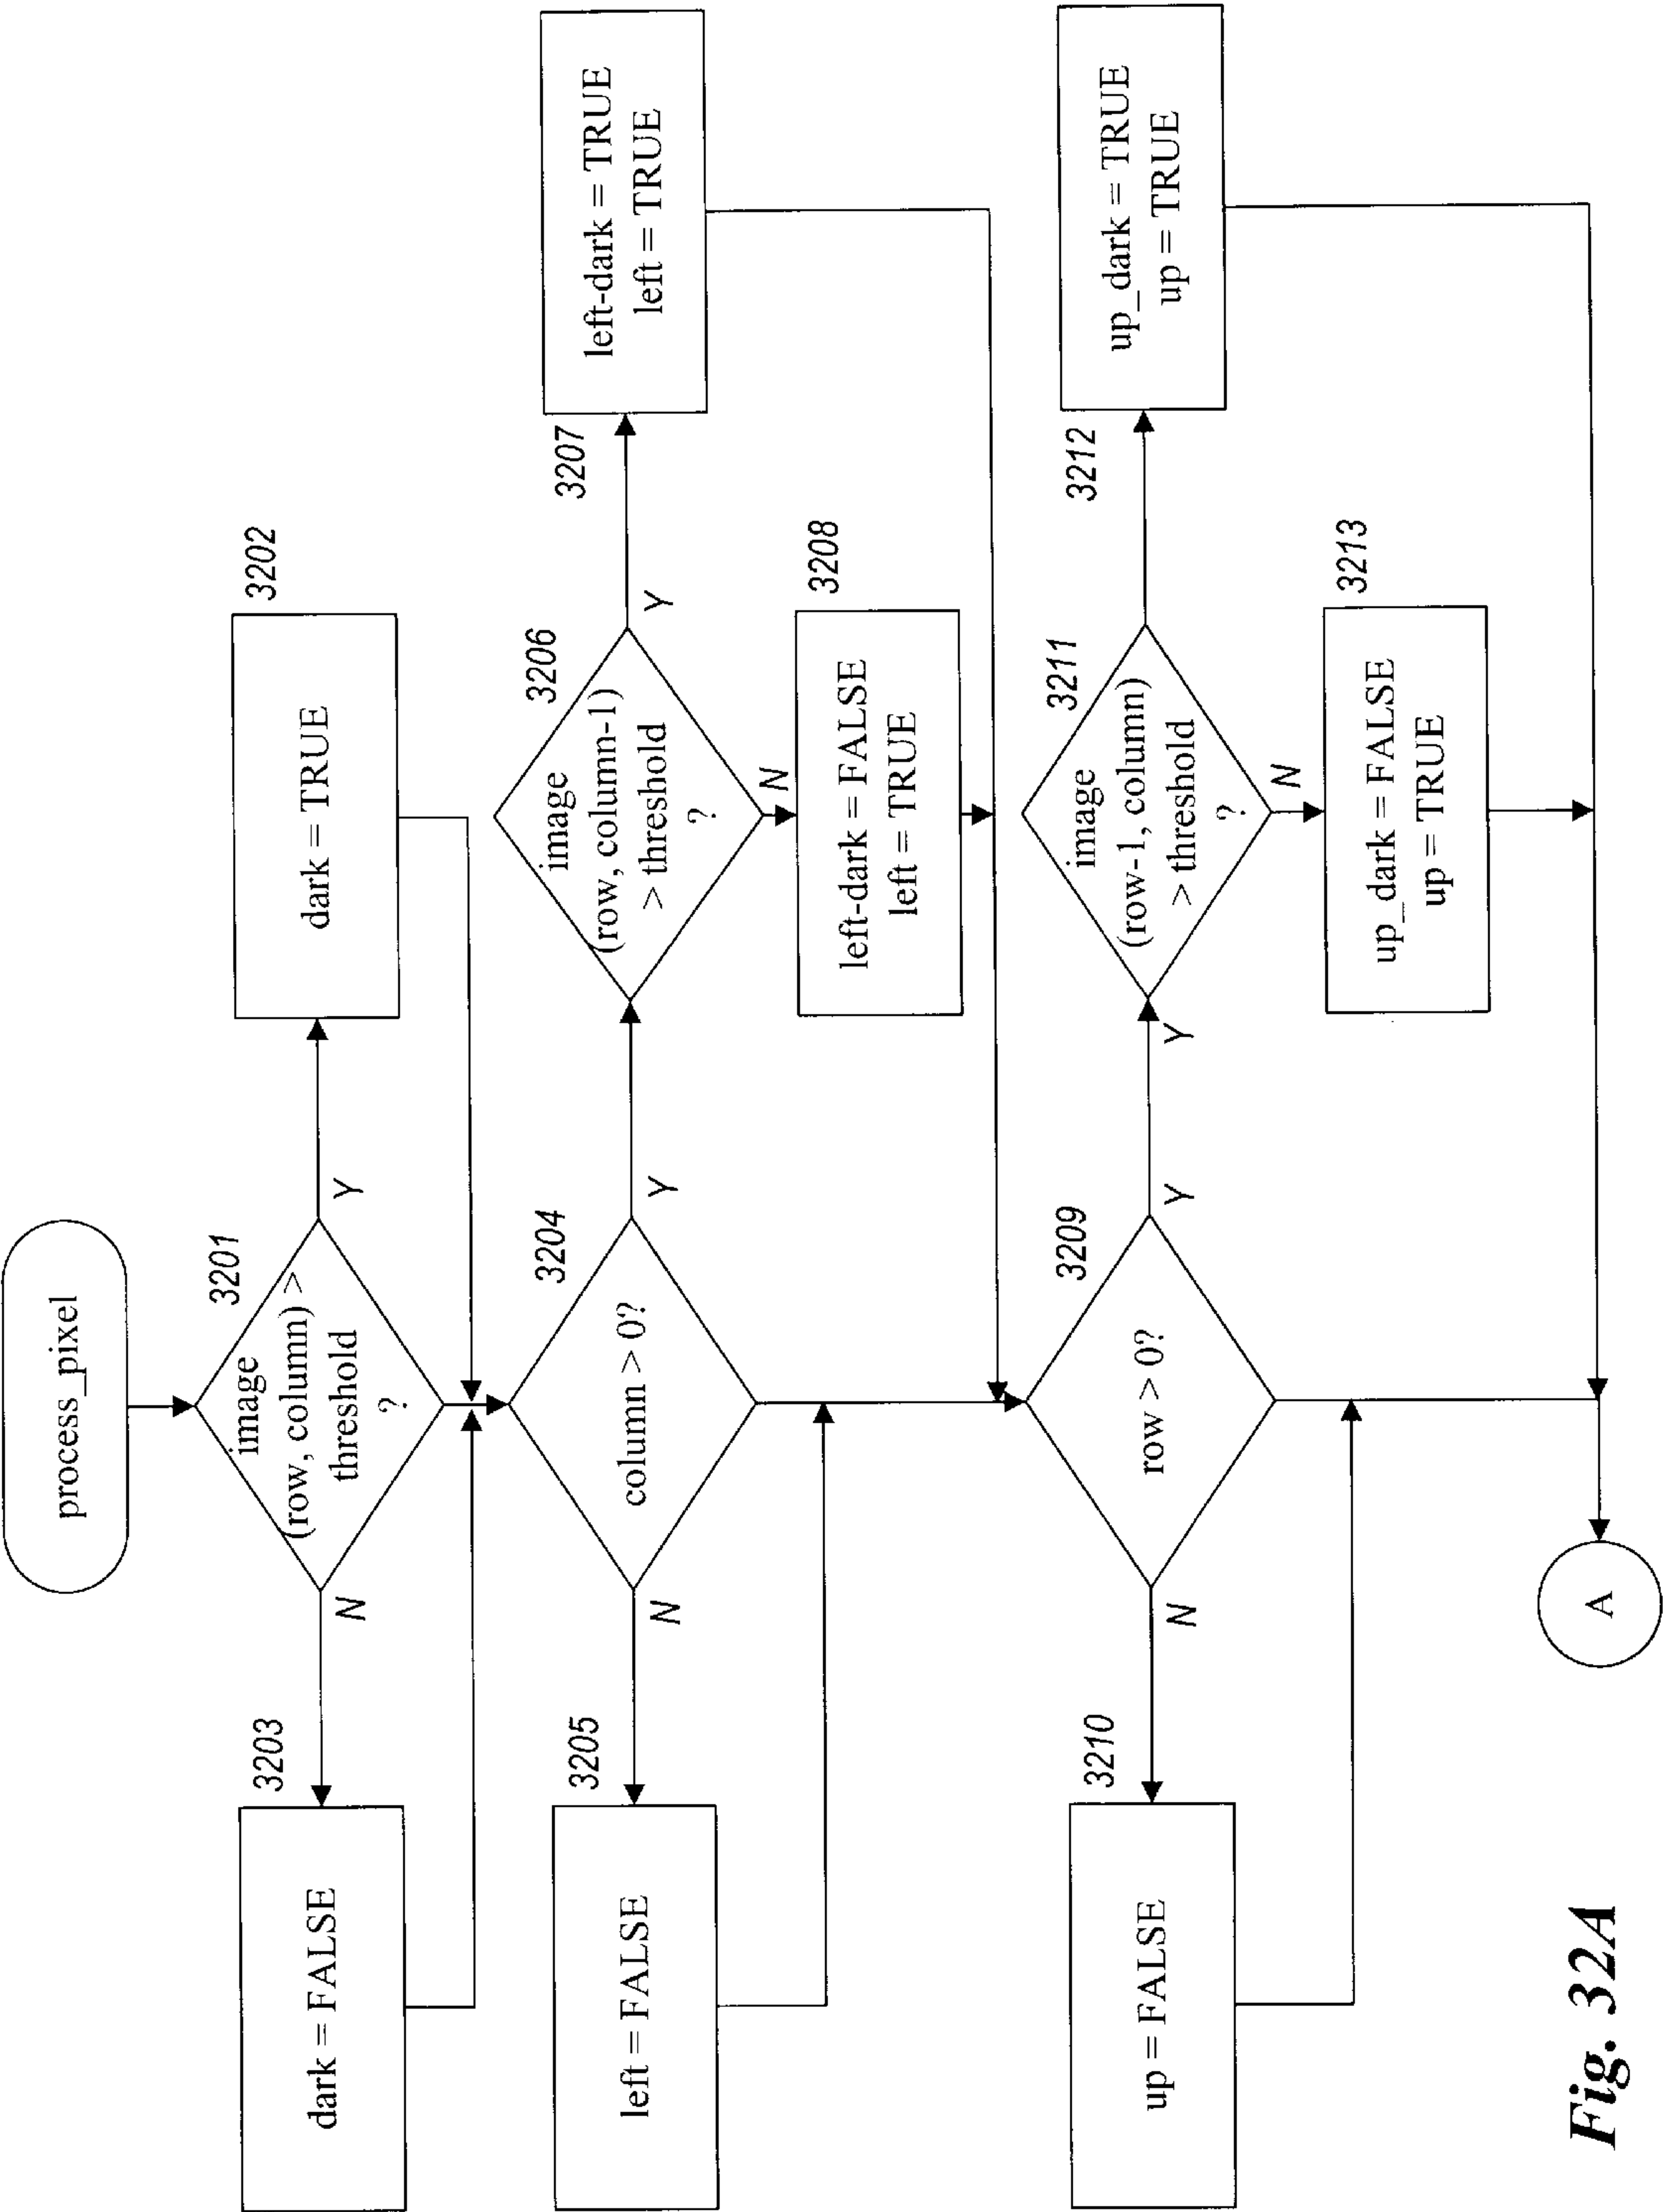 process_pixel
3201
image
(row, column) >
threshold
?
N
Y
3203
dark = FALSE
3202
dark = TRUE
3204
column > 0?
N
Y
3205
left = FALSE
3206
image
(row, column-1)
> threshold
?
Y
N
3207
left-dark = TRUE
left = TRUE
3208
left-dark = FALSE
left = TRUE
3209
row > 0?
N
Y
3210
up = FALSE
Y
3211
image
(row-1, column)
> threshold
?
N
3212
up_dark = TRUE
up = TRUE
3213
up_dark = FALSE
up = TRUE
A
Fig. 32A